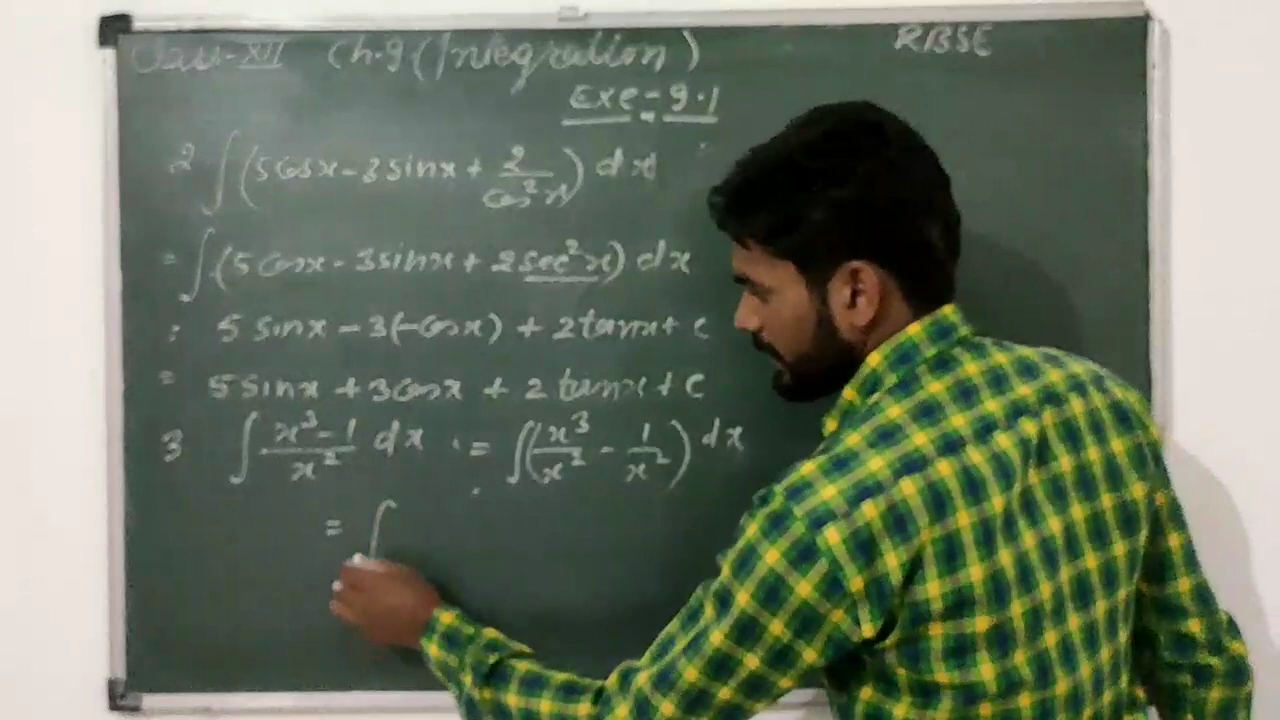 Class-XII Ch.9 (Integration) RBSE
Exe-9.1
2 ∫(5cosx-3sinx+2/cos²x) dx
= ∫(5cosx-3sinx+2sec²x) dx
: 5sinx-3(-cosx)+2tanx+c
= 5sinx+3cosx+2tanx+c
3 ∫x³-1/x² dx = ∫(x³/x² - 1/x²) dx
= ∫